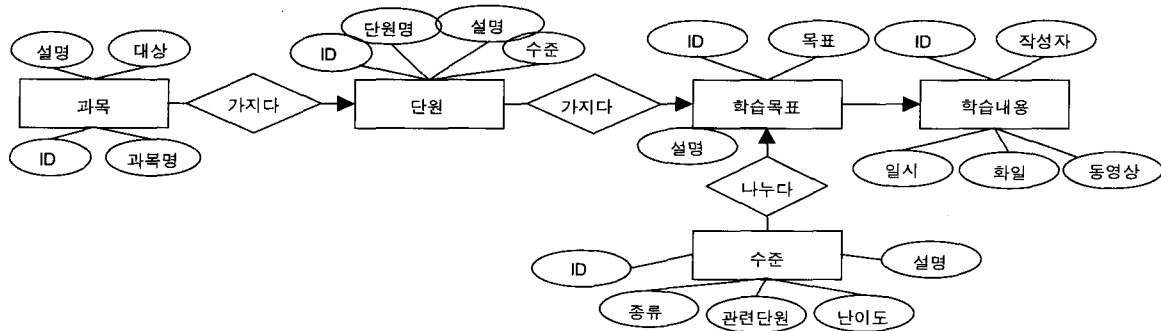 설명 대상
ID 단원명 설명 수준
ID 목표
ID 작성자
과목 가지다 단원 가지다 학습목표 학습내용
ID 과목명
설명
일시 화일 동영상
나누다
수준
ID 설명
종류 관련단원 난이도